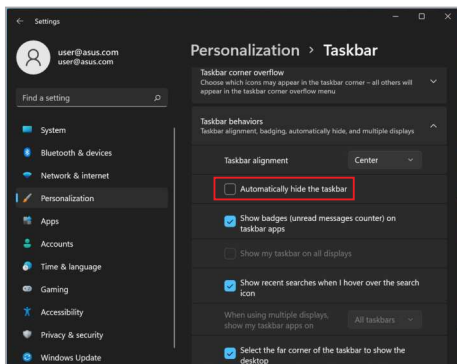 Settings
user@asus.com
user@asus.com
Find a setting
System
Bluetooth & devices
Network & internet
Personalization
Apps
Accounts
Time & language
Gaming
Accessibility
Privacy & security
Windows Update
Personalization > Taskbar
Taskbar corner overflow
Choose which icons may appear in the taskbar corner – all others will
appear in the taskbar corner overflow menu
Taskbar behaviors
Taskbar alignment, badging, automatically hide, and multiple displays
Taskbar alignment
Center
Automatically hide the taskbar
Show badges (unread messages counter) on
taskbar apps
Show my taskbar on all displays
Show recent searches when I hover over the search
icon
When using multiple displays,
show my taskbar apps on
All taskbars
Select the far corner of the taskbar to show the
desktop